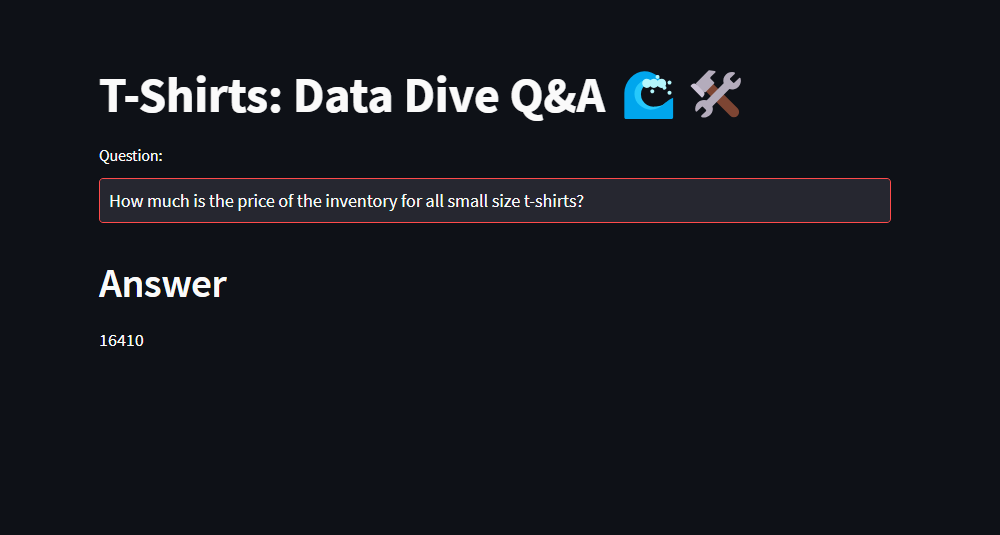 T-Shirts: Data Dive Q&A 🌊 🛠️
Question:
How much is the price of the inventory for all small size t-shirts?
Answer
16410